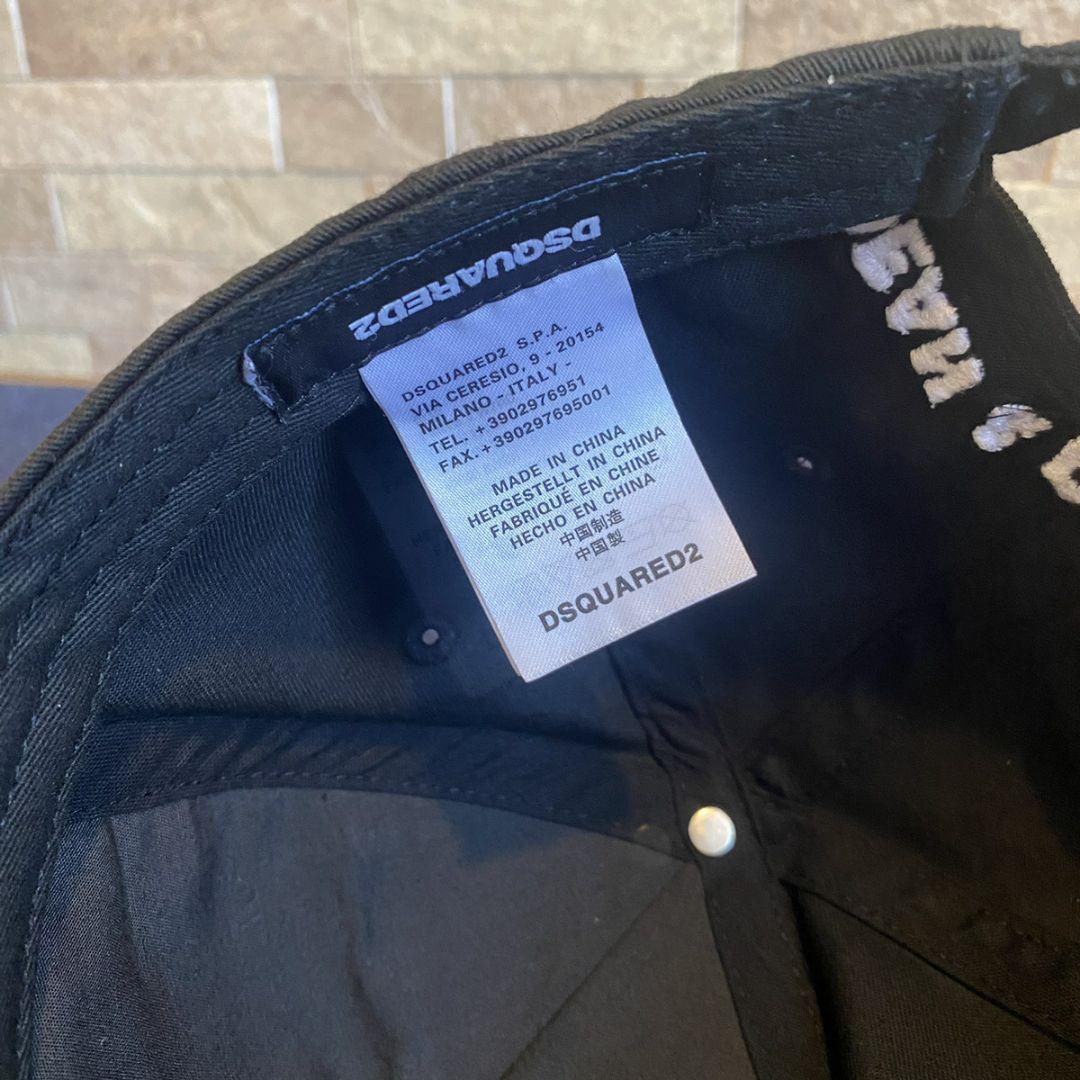 DSQUARED2
DSQUARED2 S.P.A.
VIA CERESIO, 9 - 20154
MILANO - ITALY -
TEL. +3902976951
FAX. +390297695001
MADE IN CHINA
HERGESTELLT IN CHINA
FABRIQUÉ EN CHINE
HECHO EN CHINA
中国制造
中国製
DSQUARED2